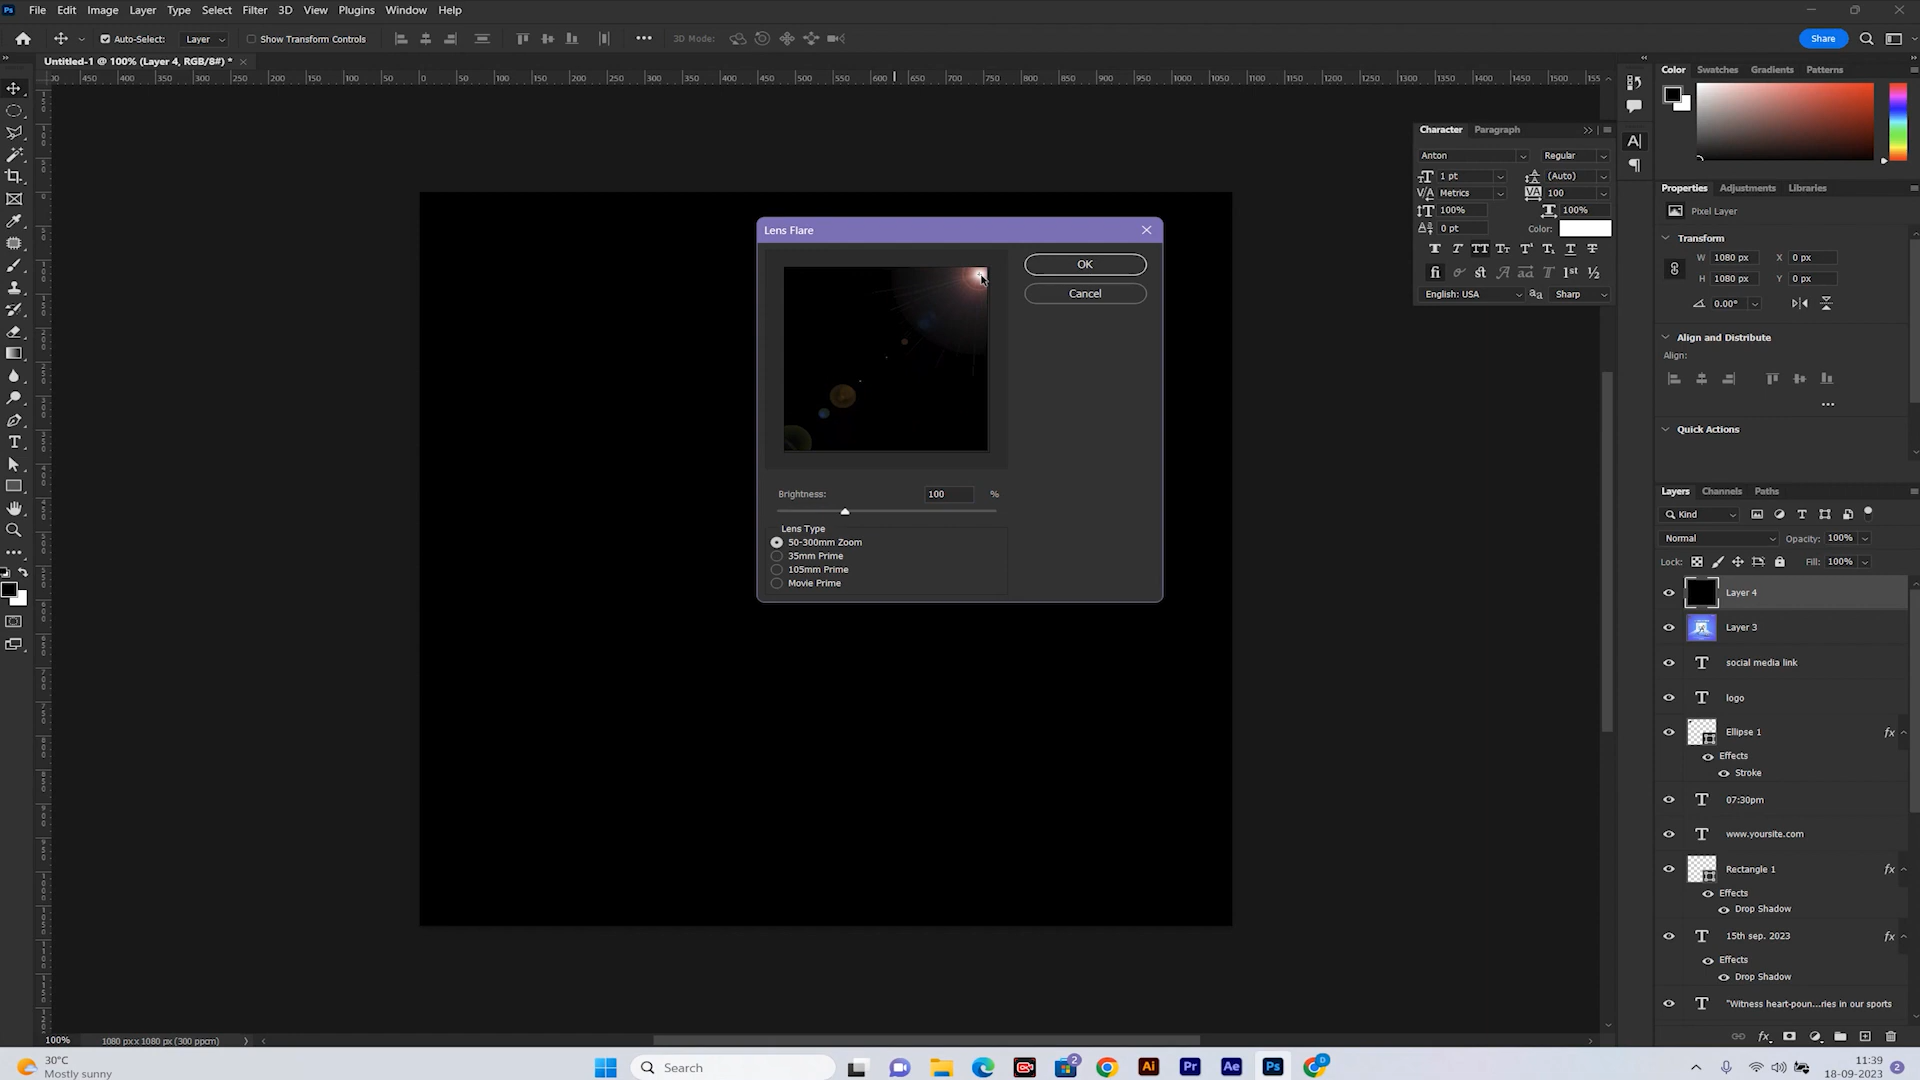 File Edit Image Layer Type Select Filter 3D View Plugins Window Help
Auto-Select: Layer Show Transform Controls 3D Mode: Share
Untitled-1 @ 100% (Layer 4, RGB/8#) *
Lens Flare
OK
Cancel
Brightness: 100 %
Lens Type
50-300mm Zoom
35mm Prime
105mm Prime
Movie Prime
Character Paragraph
Anton Regular
1 pt (Auto)
Metrics 100
100% 100%
0 pt Color:
English: USA Sharp
Color Swatches Gradients Patterns
Properties Adjustments Libraries
Pixel Layer
Transform
W 1080 px X 0 px
H 1080 px Y 0 px
0.00°
Align and Distribute
Align:
Quick Actions
Layers Channels Paths
Kind
Normal Opacity: 100%
Lock: Fill: 100%
Layer 4
Layer 3
social media link
logo
Ellipse 1 fx
Effects
Stroke
07:30pm
www.yoursite.com
Rectangle 1 fx
Effects
Drop Shadow
15th sep. 2023 fx
Effects
Drop Shadow
"Witness heart-poun...ries in our sports
100% 1080 px x 1080 px (300 ppcm)
30°C
Mostly sunny
Search
11:39
18-09-2023